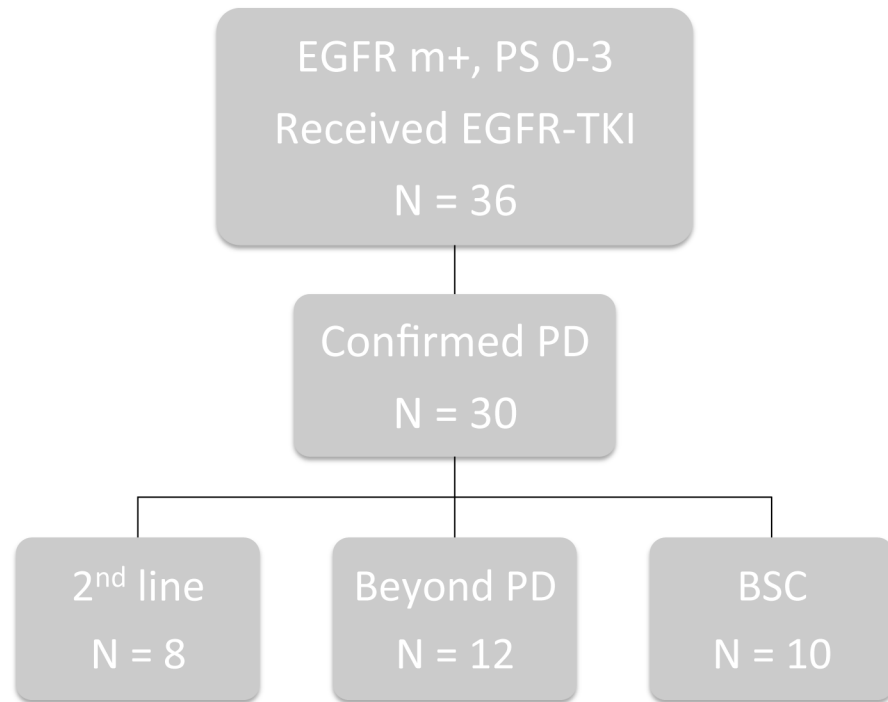 EGFR m+, PS 0-3
Received EGFR-TKI
N = 36
Confirmed PD
N = 30
2nd line
N = 8
Beyond PD
N = 12
BSC
N = 10